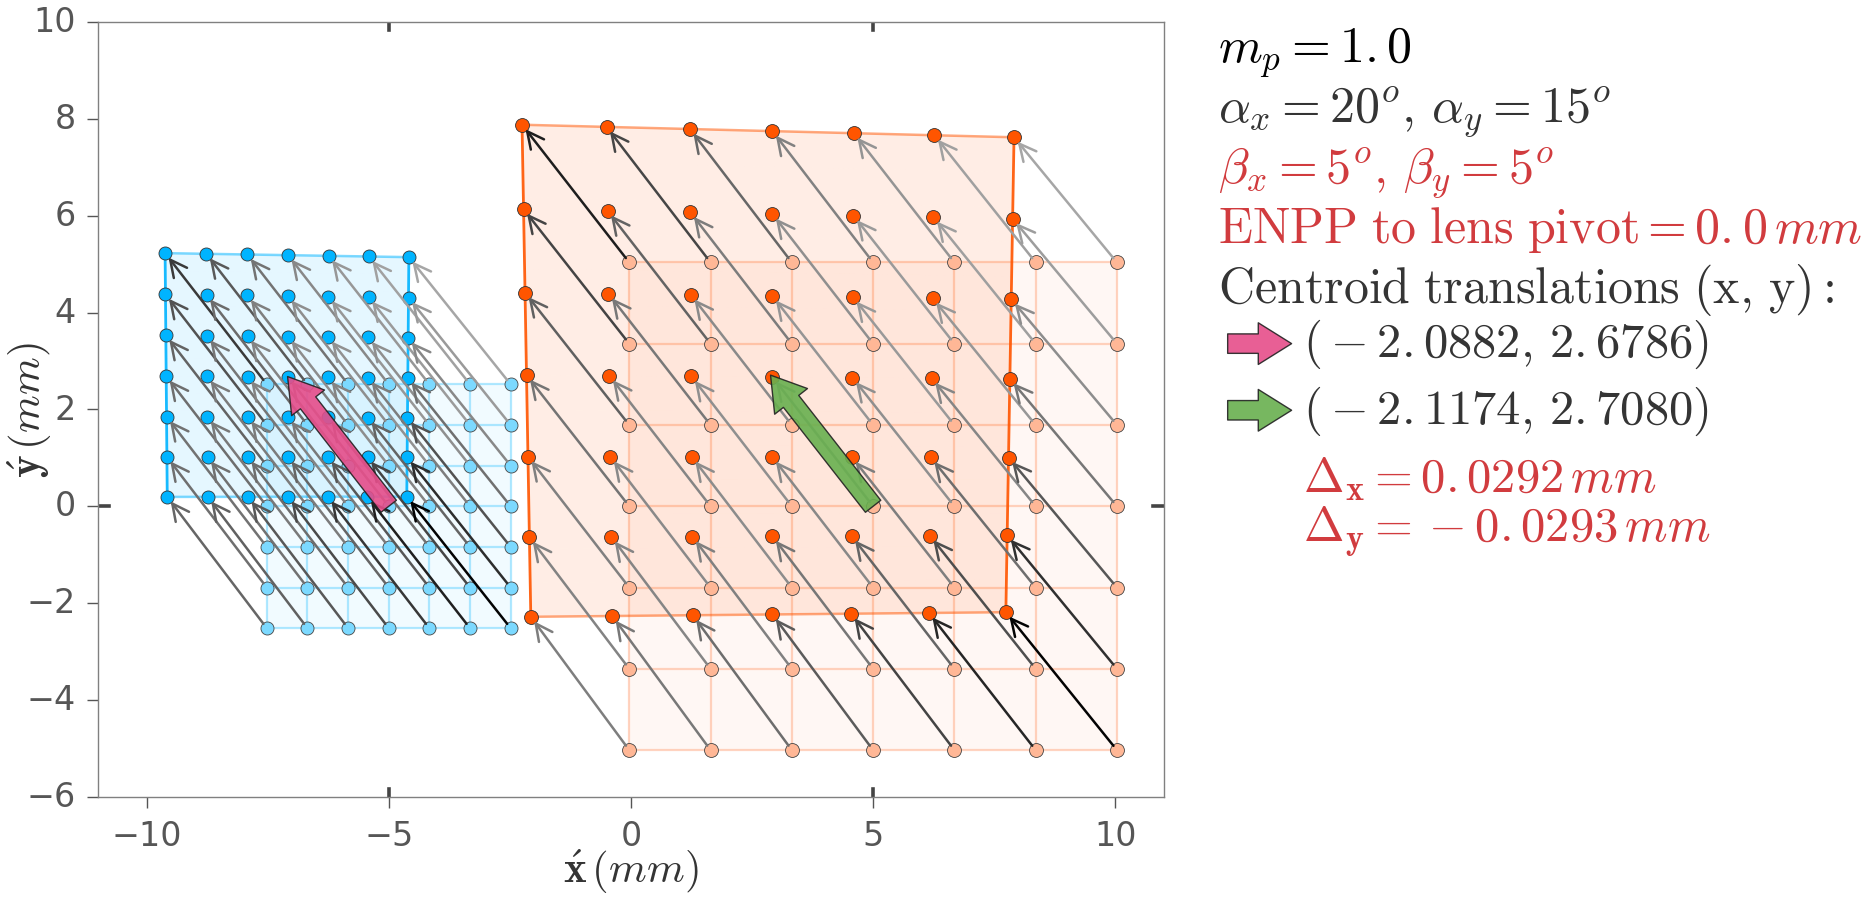 10
8
6
4
2
0
−2
−4
−6
−10
−5
0
5
10
x́ (mm)
ý (mm)
m_p = 1.0
α_x = 20^o, α_y = 15^o
β_x = 5^o, β_y = 5^o
ENPP to lens pivot = 0.0 mm
Centroid translations (x, y) :
(−2.0882, 2.6786)
(−2.1174, 2.7080)
Δ_x = 0.0292 mm
Δ_y = −0.0293 mm